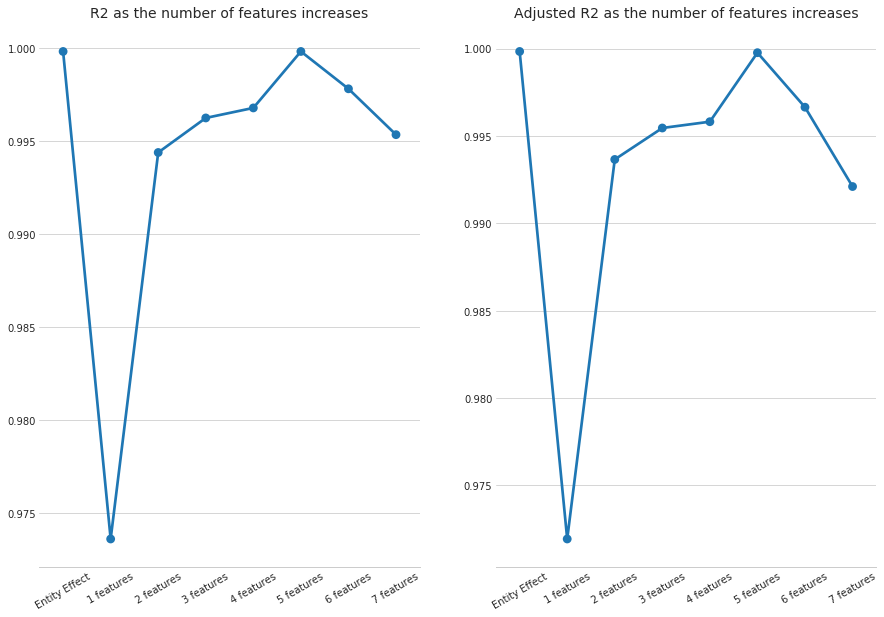 R2 as the number of features increases
1.000
0.995
0.990
0.985
0.980
0.975
Entity Effect
1 features
2 features
3 features
4 features
5 features
6 features
7 features
Adjusted R2 as the number of features increases
1.000
0.995
0.990
0.985
0.980
0.975
Entity Effect
1 features
2 features
3 features
4 features
5 features
6 features
7 features